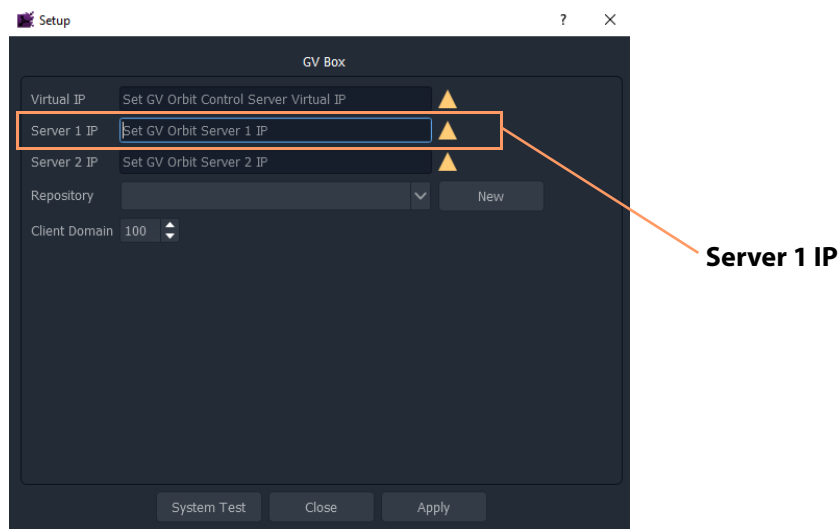 Setup
?
GV Box
Virtual IP Set GV Orbit Control Server Virtual IP
Server 1 IP Set GV Orbit Server 1 IP
Server 2 IP Set GV Orbit Server 2 IP
Repository New
Client Domain 100
Server 1 IP
System Test Close Apply